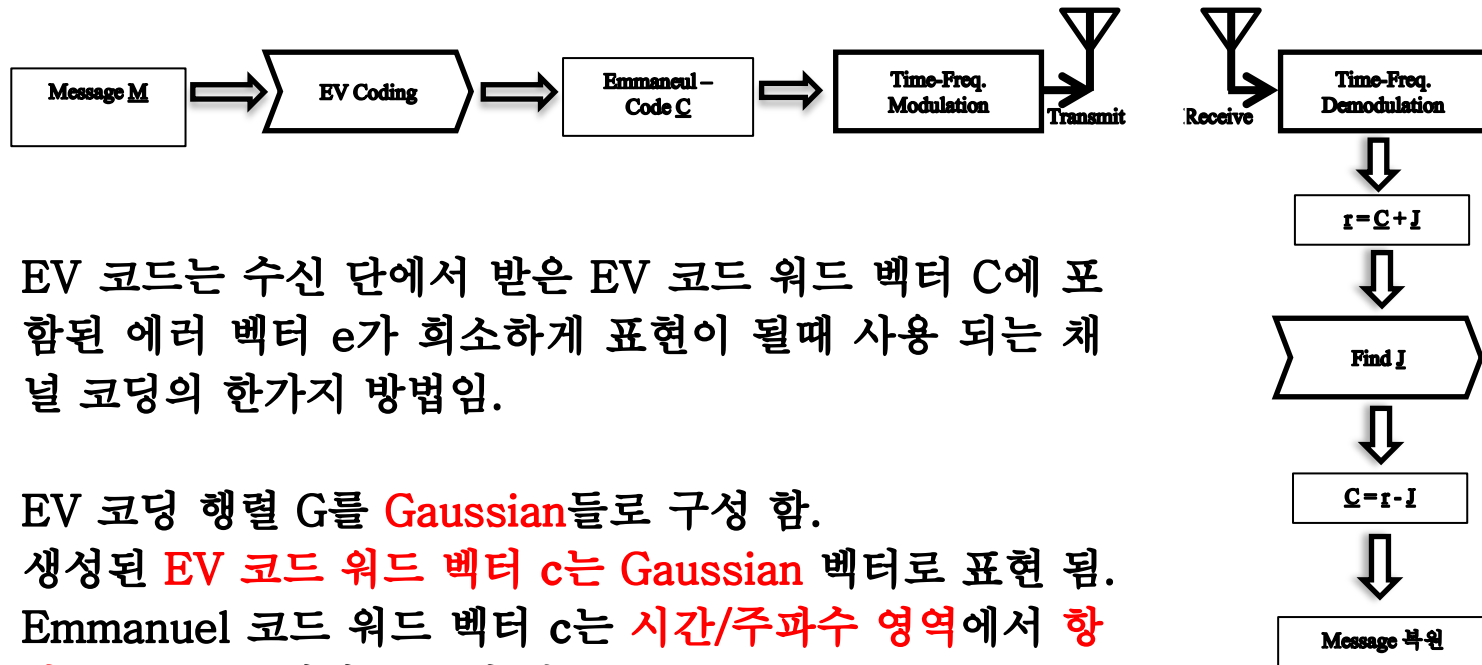 Message M
EV Coding
Emmaneul –
Code C
Time-Freq.
Modulation
Transmit
Receive
Time-Freq.
Demodulation
r = C + J
Find J
C = r - J
Message 복원
EV 코드는 수신 단에서 받은 EV 코드 워드 벡터 C에 포
함된 에러 벡터 e가 희소하게 표현이 될때 사용 되는 채
널 코딩의 한가지 방법임.
EV 코딩 행렬 G를 Gaussian들로 구성 함.
생성된 EV 코드 워드 벡터 c는 Gaussian 벡터로 표현 됨.
Emmanuel 코드 워드 벡터 c는 시간/주파수 영역에서 항